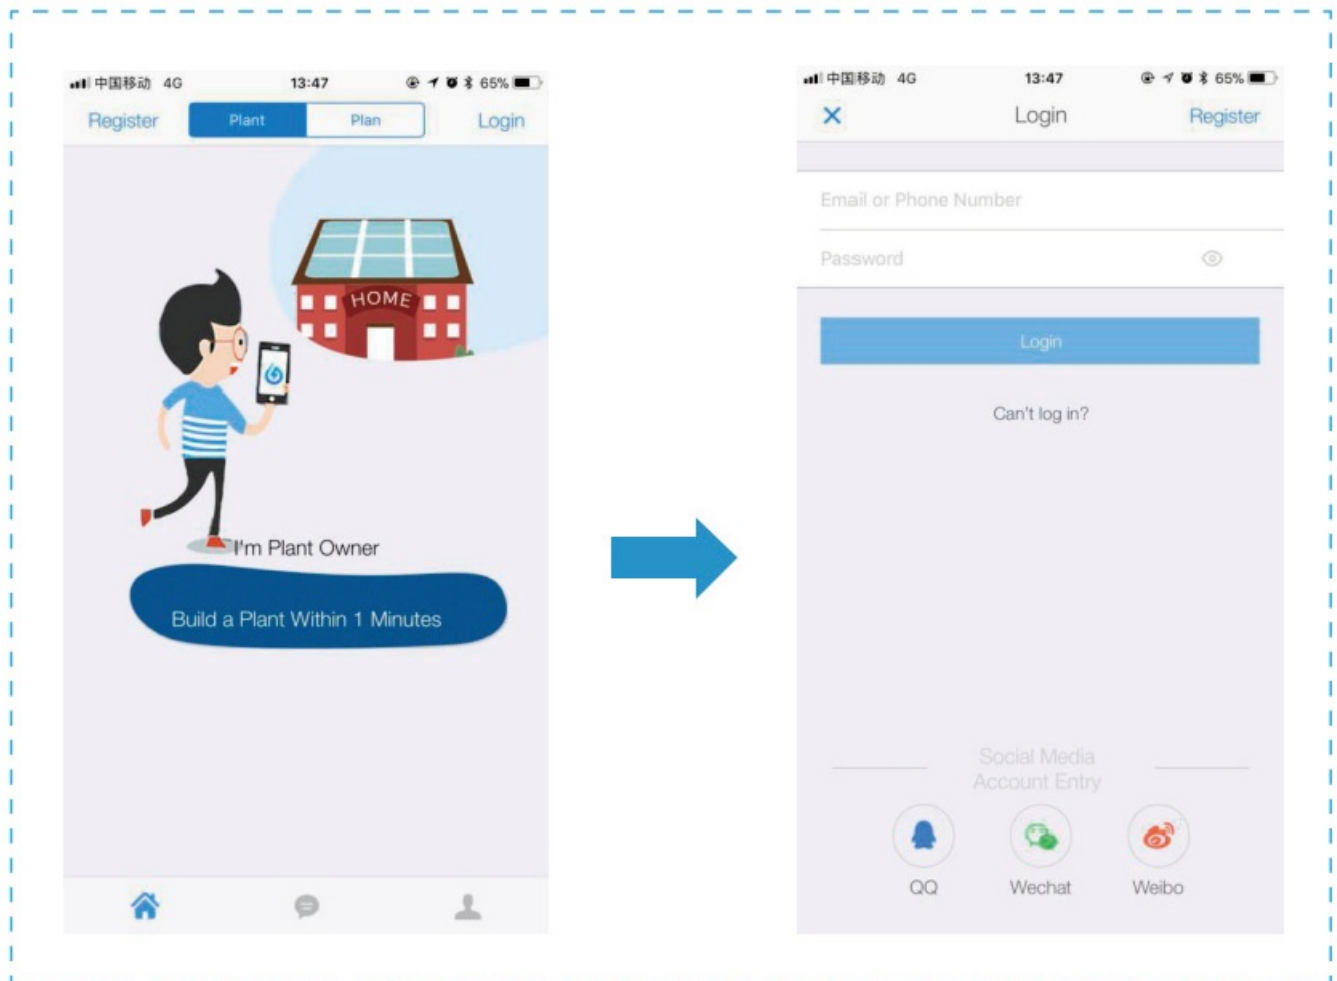 中国移动 4G 13:47 65%
Register Plant Plan Login
HOME
I'm Plant Owner
Build a Plant Within 1 Minutes
中国移动 4G 13:47 65%
Login Register
Email or Phone Number
Password
Login
Can't log in?
Social Media
Account Entry
QQ Wechat Weibo